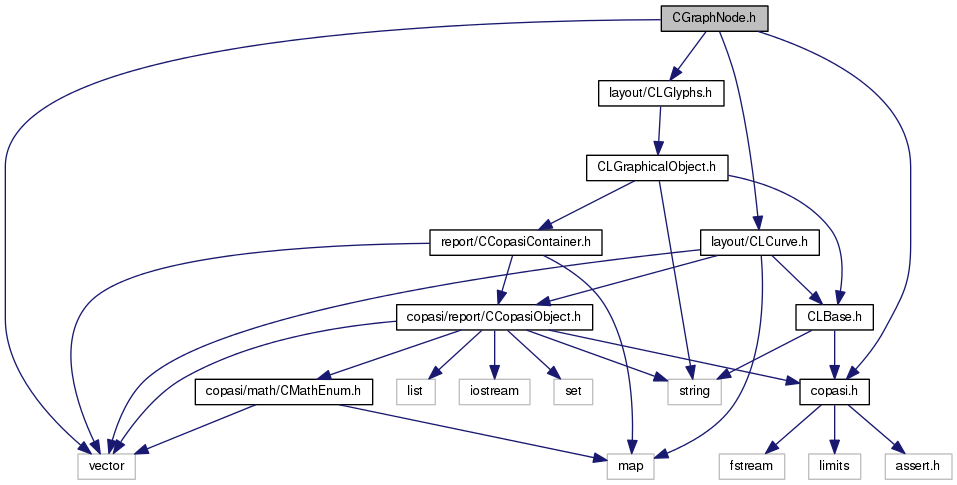 CGraphNode.h
layout/CLGlyphs.h
CLGraphicalObject.h
report/CCopasiContainer.h
layout/CLCurve.h
copasi/report/CCopasiObject.h
CLBase.h
copasi/math/CMathEnum.h
list
iostream
set
string
copasi.h
vector
map
fstream
limits
assert.h